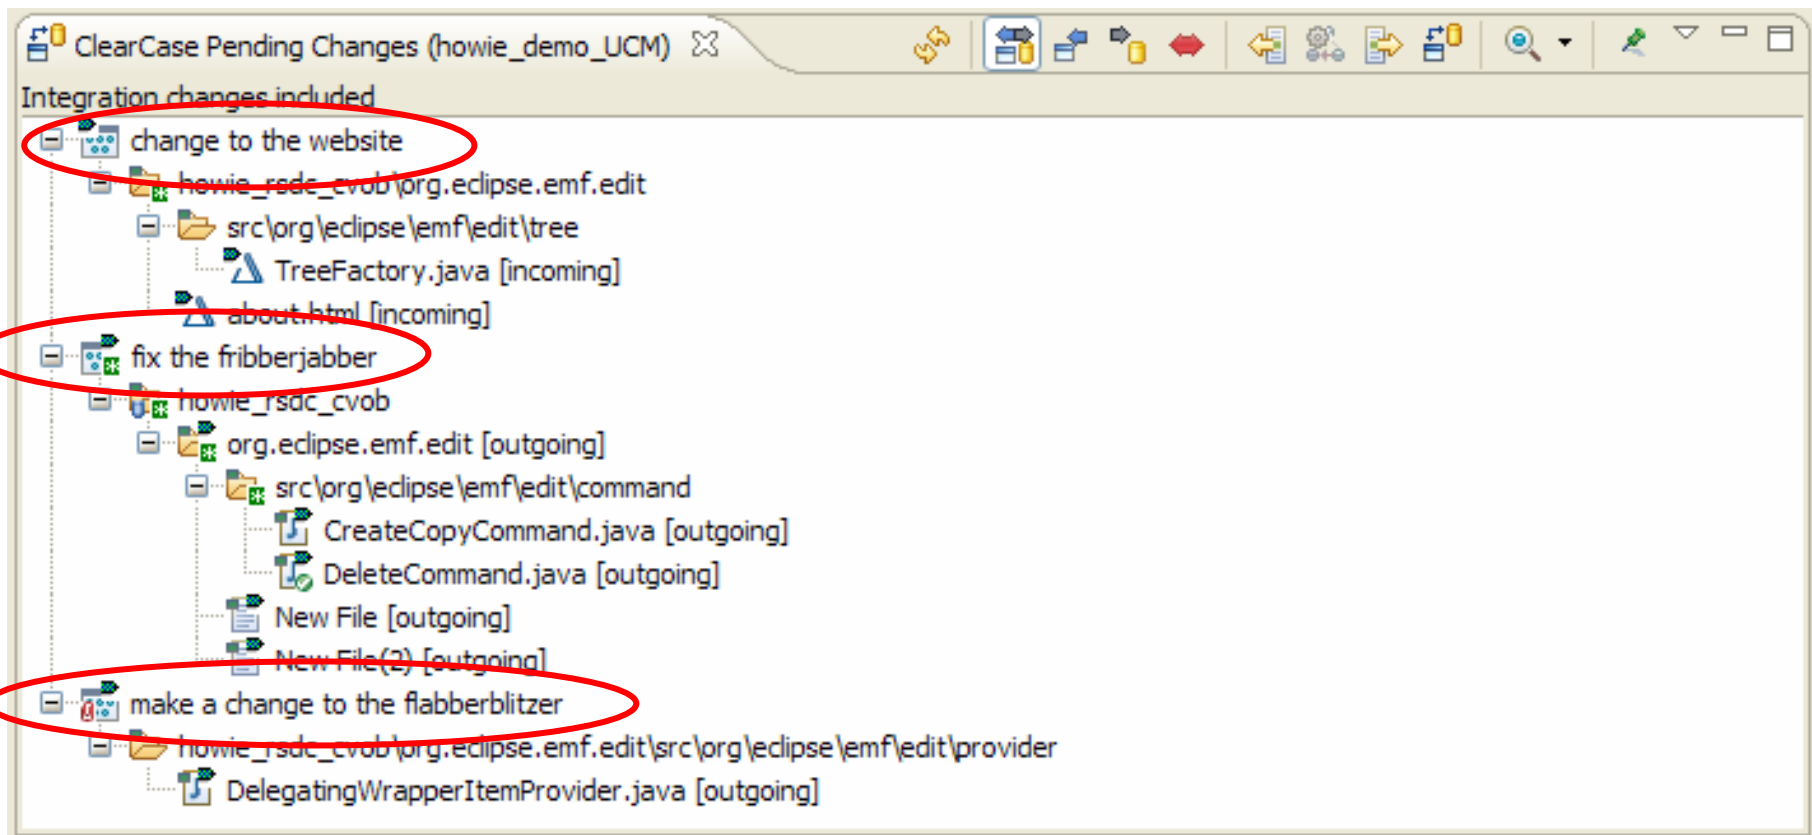 ClearCase Pending Changes (howie_demo_UCM)
Integration changes included
change to the website
howie_rsdc_cvob\org.eclipse.emf.edit
src\org\eclipse\emf\edit\tree
TreeFactory.java [incoming]
about.html [incoming]
fix the fribberjabber
howie_rsdc_cvob
org.eclipse.emf.edit [outgoing]
src\org\eclipse\emf\edit\command
CreateCopyCommand.java [outgoing]
DeleteCommand.java [outgoing]
New File [outgoing]
New File(2) [outgoing]
make a change to the flabberblitzer
howie_rsdc_cvob\org.eclipse.emf.edit\src\org\eclipse\emf\edit\provider
DelegatingWrapperItemProvider.java [outgoing]